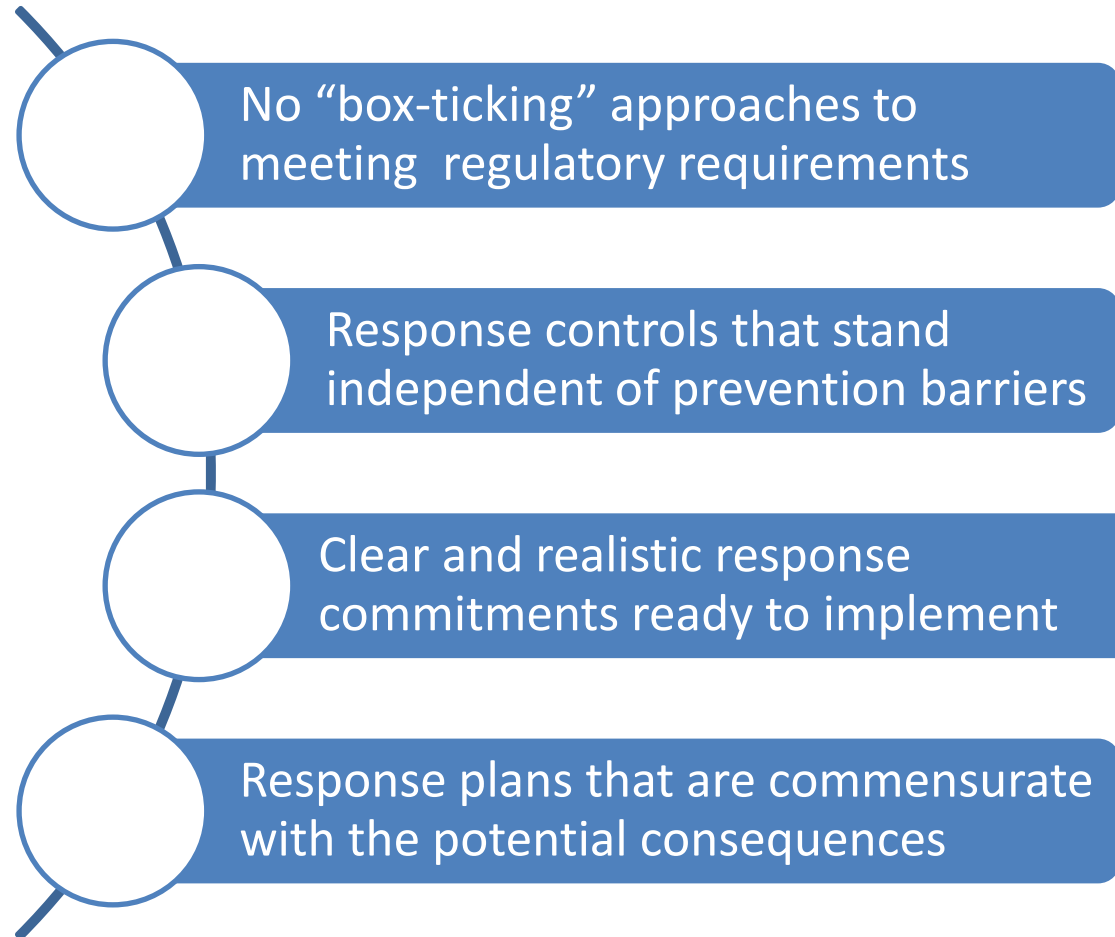 No “box-ticking” approaches to
meeting  regulatory requirements
Response controls that stand
independent of prevention barriers
Clear and realistic response
commitments ready to implement
Response plans that are commensurate
with the potential consequences